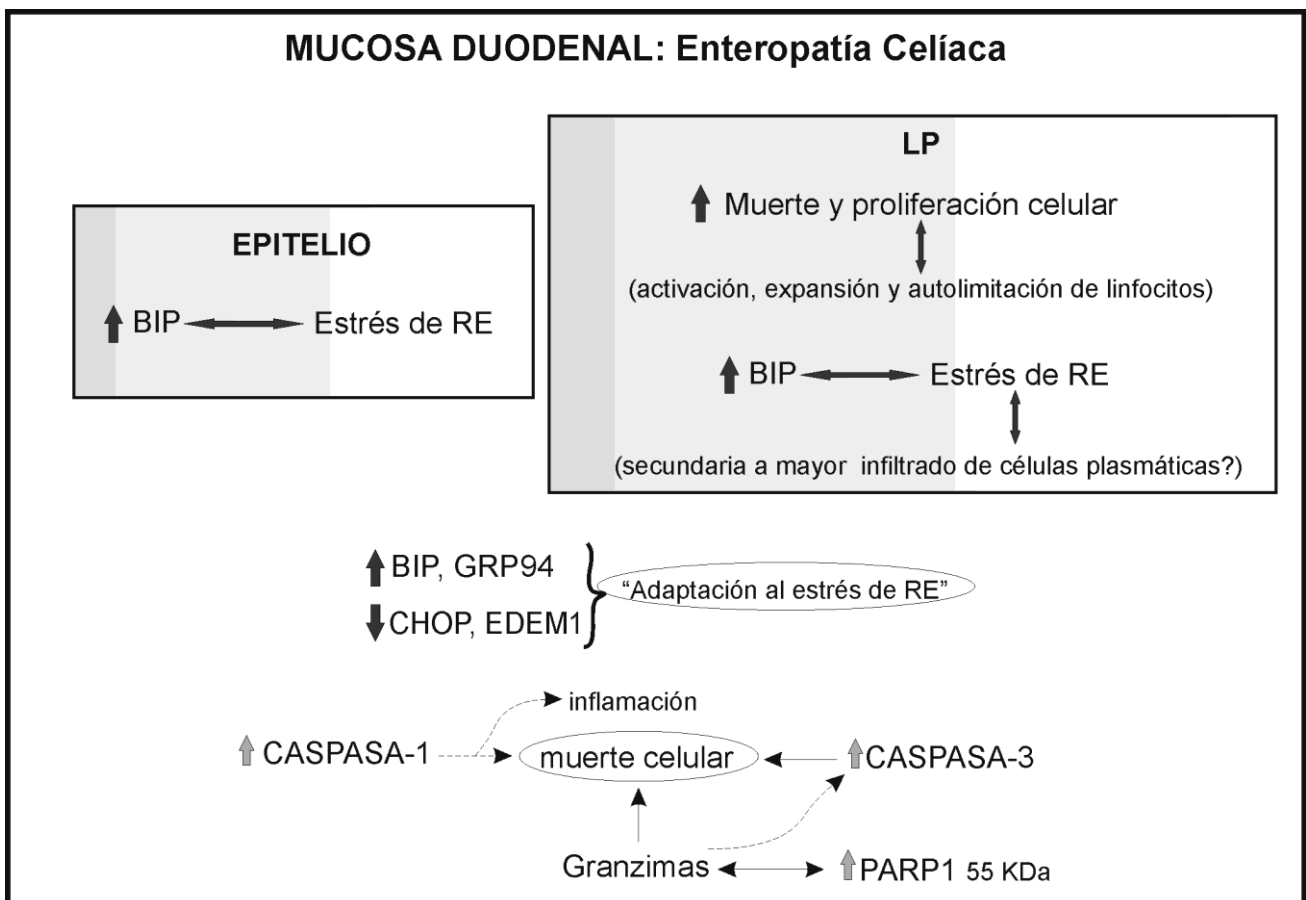 MUCOSA DUODENAL: Enteropatía Celíaca
EPITELIO
BIP Estrés de RE
LP
Muerte y proliferación celular
(activación, expansión y autolimitación de linfocitos)
BIP Estrés de RE
(secundaria a mayor infiltrado de células plasmáticas?)
BIP, GRP94
CHOP, EDEM1
“Adaptación al estrés de RE”
inflamación
CASPASA-1 muerte celular CASPASA-3
Granzimas PARP1 55 KDa